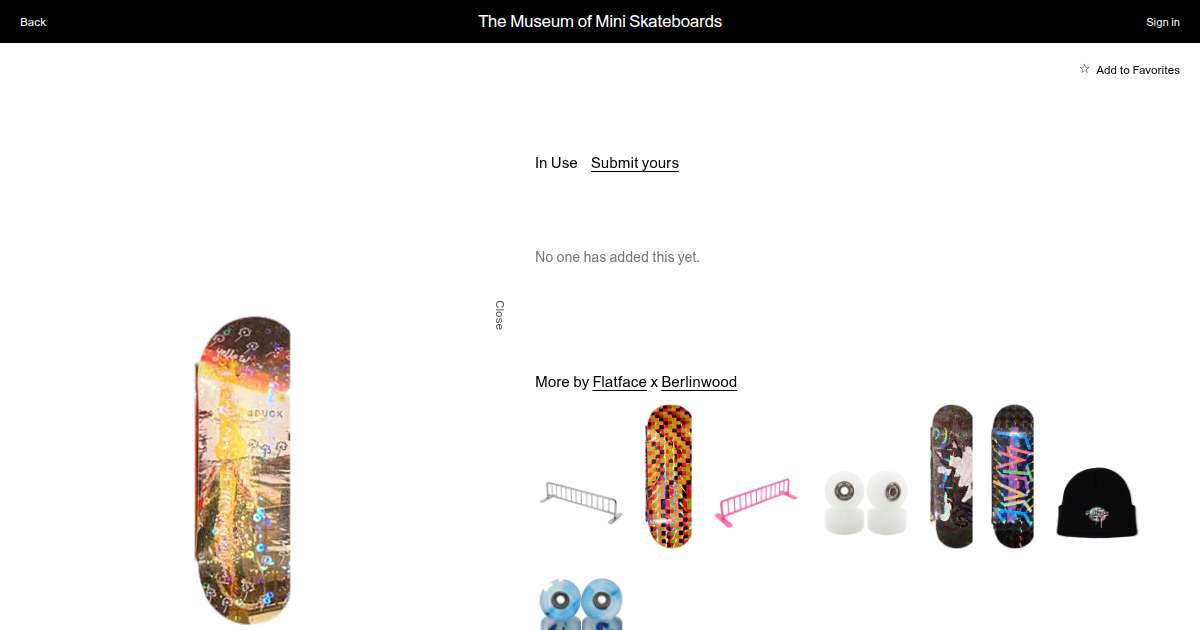 Back
The Museum of Mini Skateboards
Sign in
☆ Add to Favorites
In Use Submit yours
No one has added this yet.
Close
More by Flatface x Berlinwood